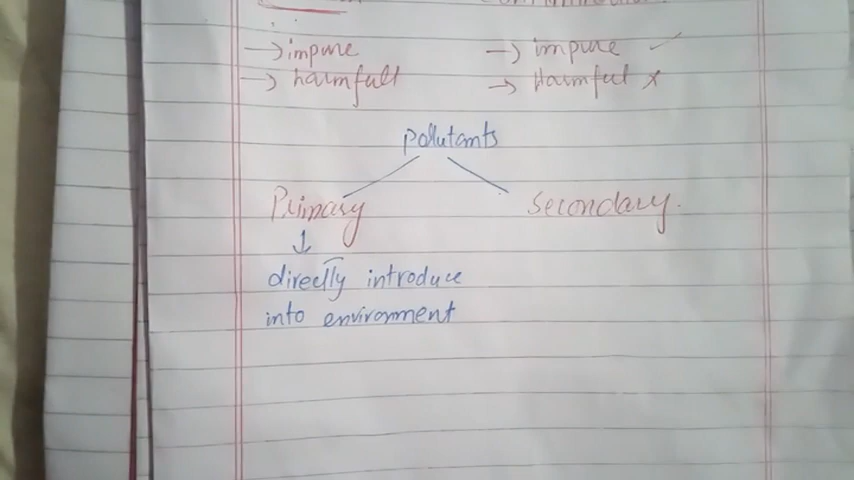 → impure → impure ✓
→ harmfull → Harmful ×
pollutants
Primary Secondary.
↓
directly introduce
into environment